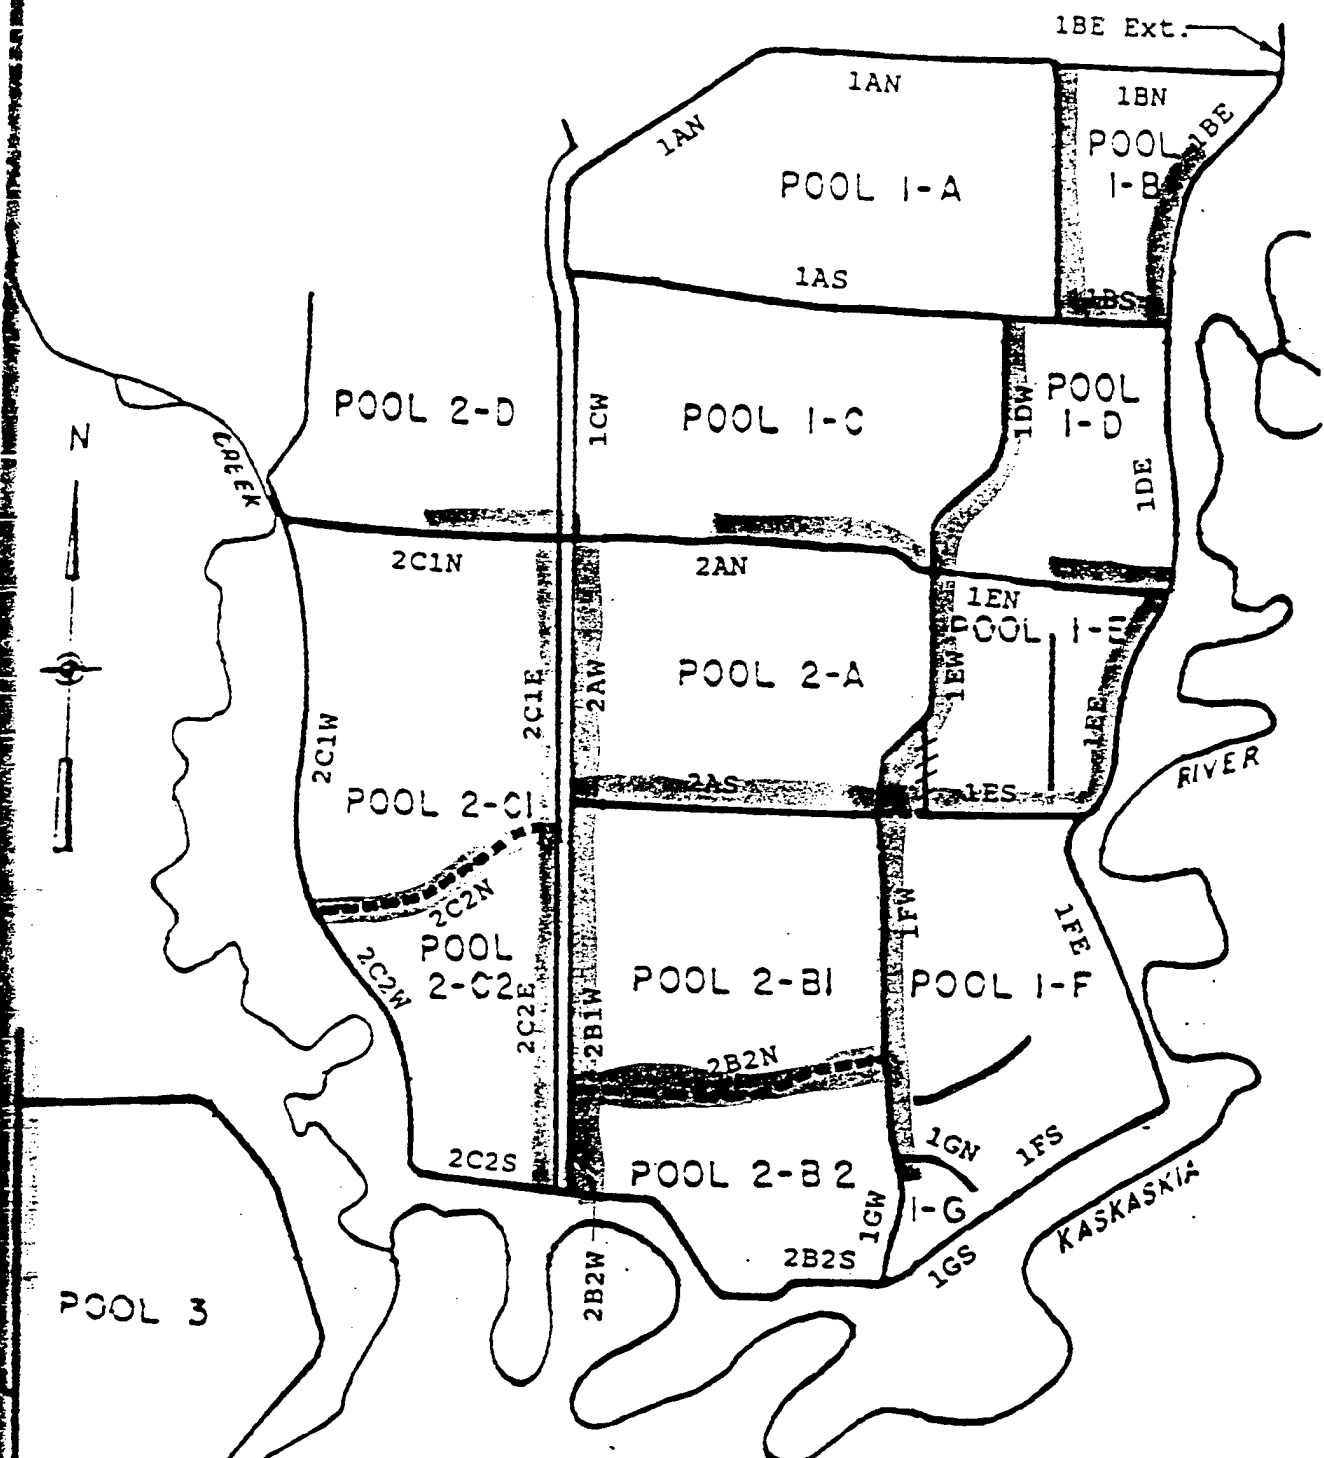 1BE Ext.
1AN
1BN
1AN
1BE
POOL
1-B
POOL 1-A
1AS
1BS
POOL 2-D
1CW
POOL 1-C
1DW
POOL
1-D
N
CREEK
1DE
2C1N
2AN
1EN
POOL 1-E
2C1E
2AW
POOL 2-A
1EW
1EE
2C1W
RIVER
POOL 2-C1
2AS
1ES
2C2N
1FW
1FE
POOL
2-C2
2C2W
2C2E
2B1W
POOL 2-B1
POOL 1-F
2B2N
1GN
1FS
2C2S
POOL 2-B2
1GW
1-G
KASKASKIA
2B2W
2B2S
1GS
POOL 3